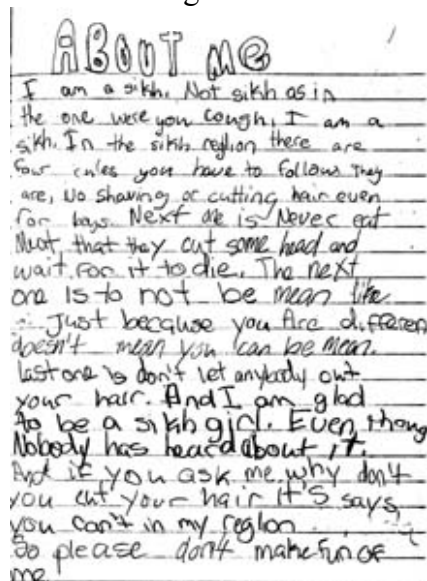 ABOUT ME
I am a sikh. Not sikh as in
the one were you cough. I am a
sikh. In the sikh reglion there are
four rules you have to follow They
are, No shaving or cutting hair even
for boys. Next one is Never eat
Meat that they cut some head and
wait for it to die. The next
one is to not be mean like
Just because you Are differen
doesn't mean you can be mean.
last one is don't let anybody cut
your hair. And I am glad
to be a sikh girl. Even thoug
Nobody has heard about it.
And if you ask me why don't
you cut your hair It's says,
you can't in my reglon
So please don't make fun of
me